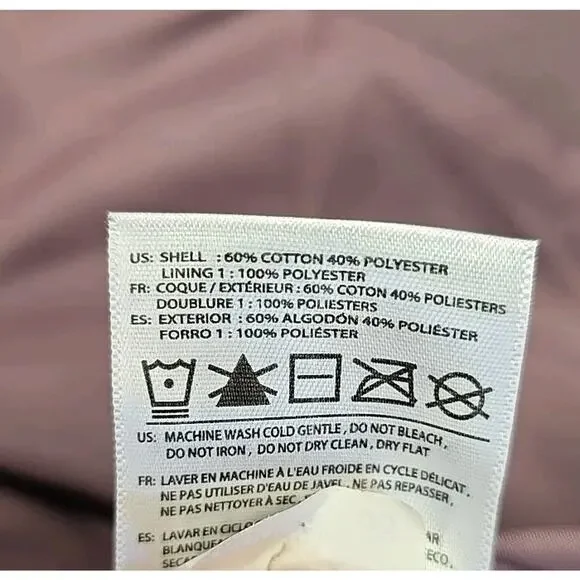 US: SHELL : 60% COTTON 40% POLYESTER
LINING 1 : 100% POLYESTER
FR: COQUE / EXTÉRIEUR : 60% COTON 40% POLIESTERS
DOUBLURE 1 : 100% POLIESTERS
ES: EXTERIOR : 60% ALGODÓN 40% POLIÉSTER
FORRO 1 : 100% POLIÉSTER
US: MACHINE WASH COLD GENTLE , DO NOT BLEACH ,
DO NOT IRON , DO NOT DRY CLEAN , DRY FLAT
FR: LAVER EN MACHINE À L'EAU FROIDE EN CYCLE DÉLICAT,
NE PAS UTILISER D'EAU DE JAVEL , NE PAS REPASSER,
NE PAS NETTOYER À SEC ,
ES: LAVAR EN